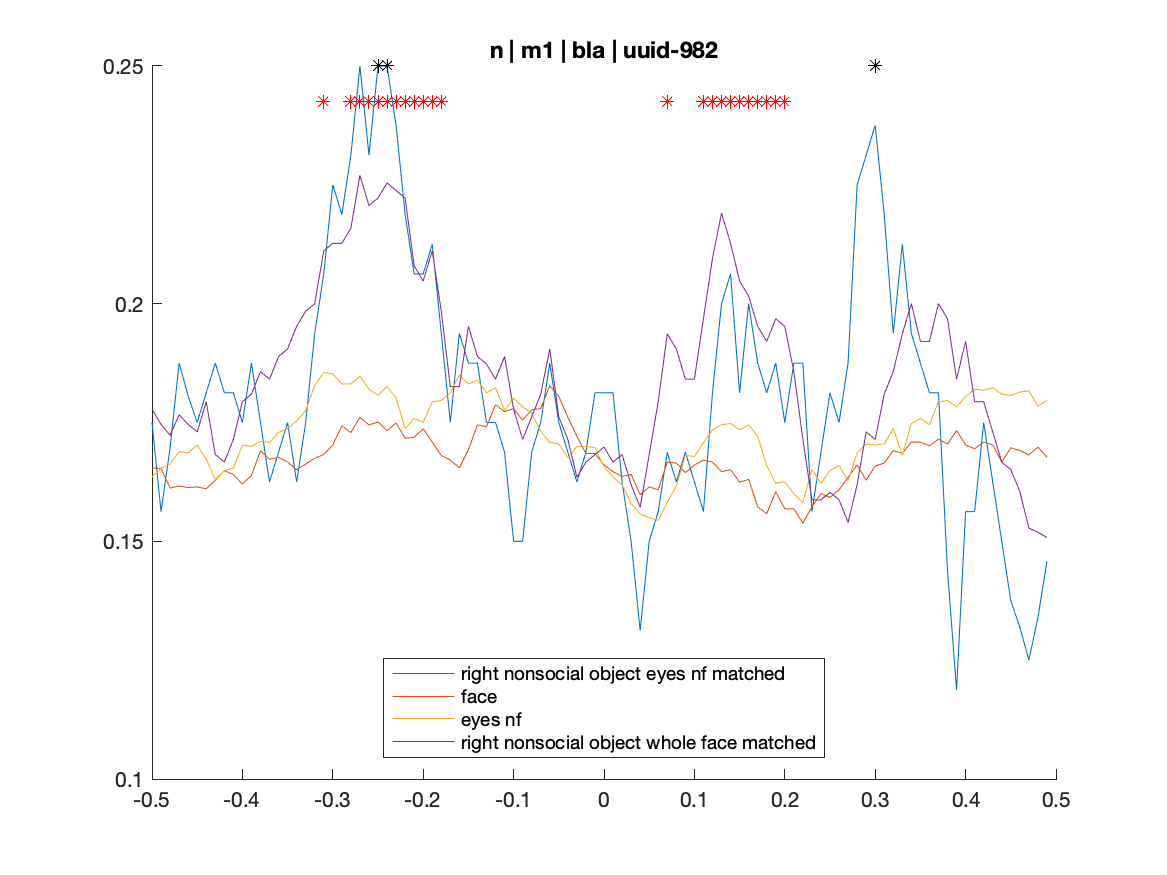 n | m1 | bla | uuid-982
0.25
0.2
0.15
0.1
right nonsocial object eyes nf matched
face
eyes nf
right nonsocial object whole face matched
-0.5 -0.4 -0.3 -0.2 -0.1 0 0.1 0.2 0.3 0.4 0.5